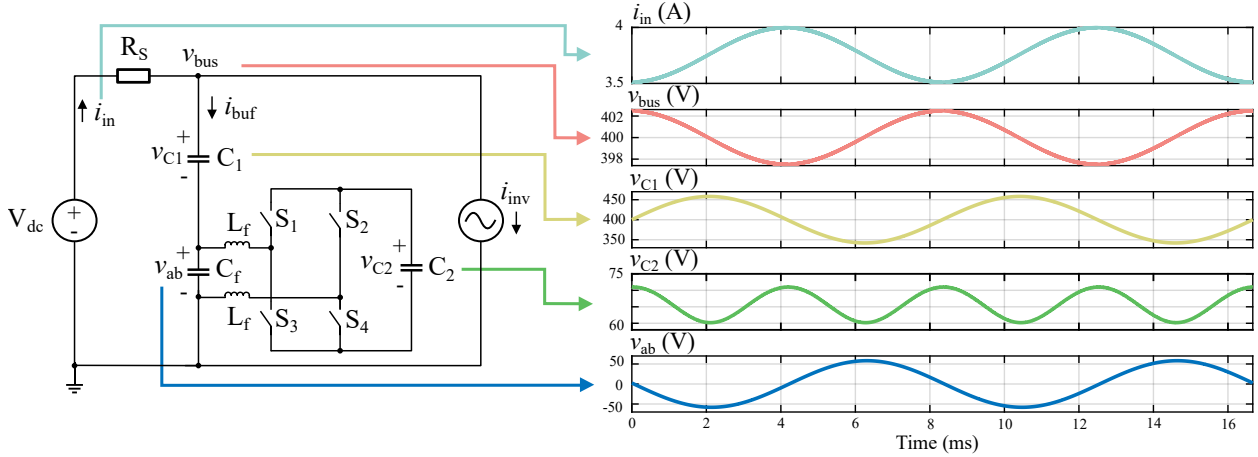 R_S
v_bus
i_in
i_buf
+
v_C1
C_1
-
V_dc
+
-
L_f
S_1
S_2
+
v_ab
C_f
-
+
v_C2
C_2
-
i_inv
L_f
S_3
S_4
i_in (A)
4
3.5
v_bus (V)
402
400
398
v_C1 (V)
450
400
350
v_C2 (V)
75
60
v_ab (V)
50
0
-50
0 2 4 6 8 10 12 14 16
Time (ms)